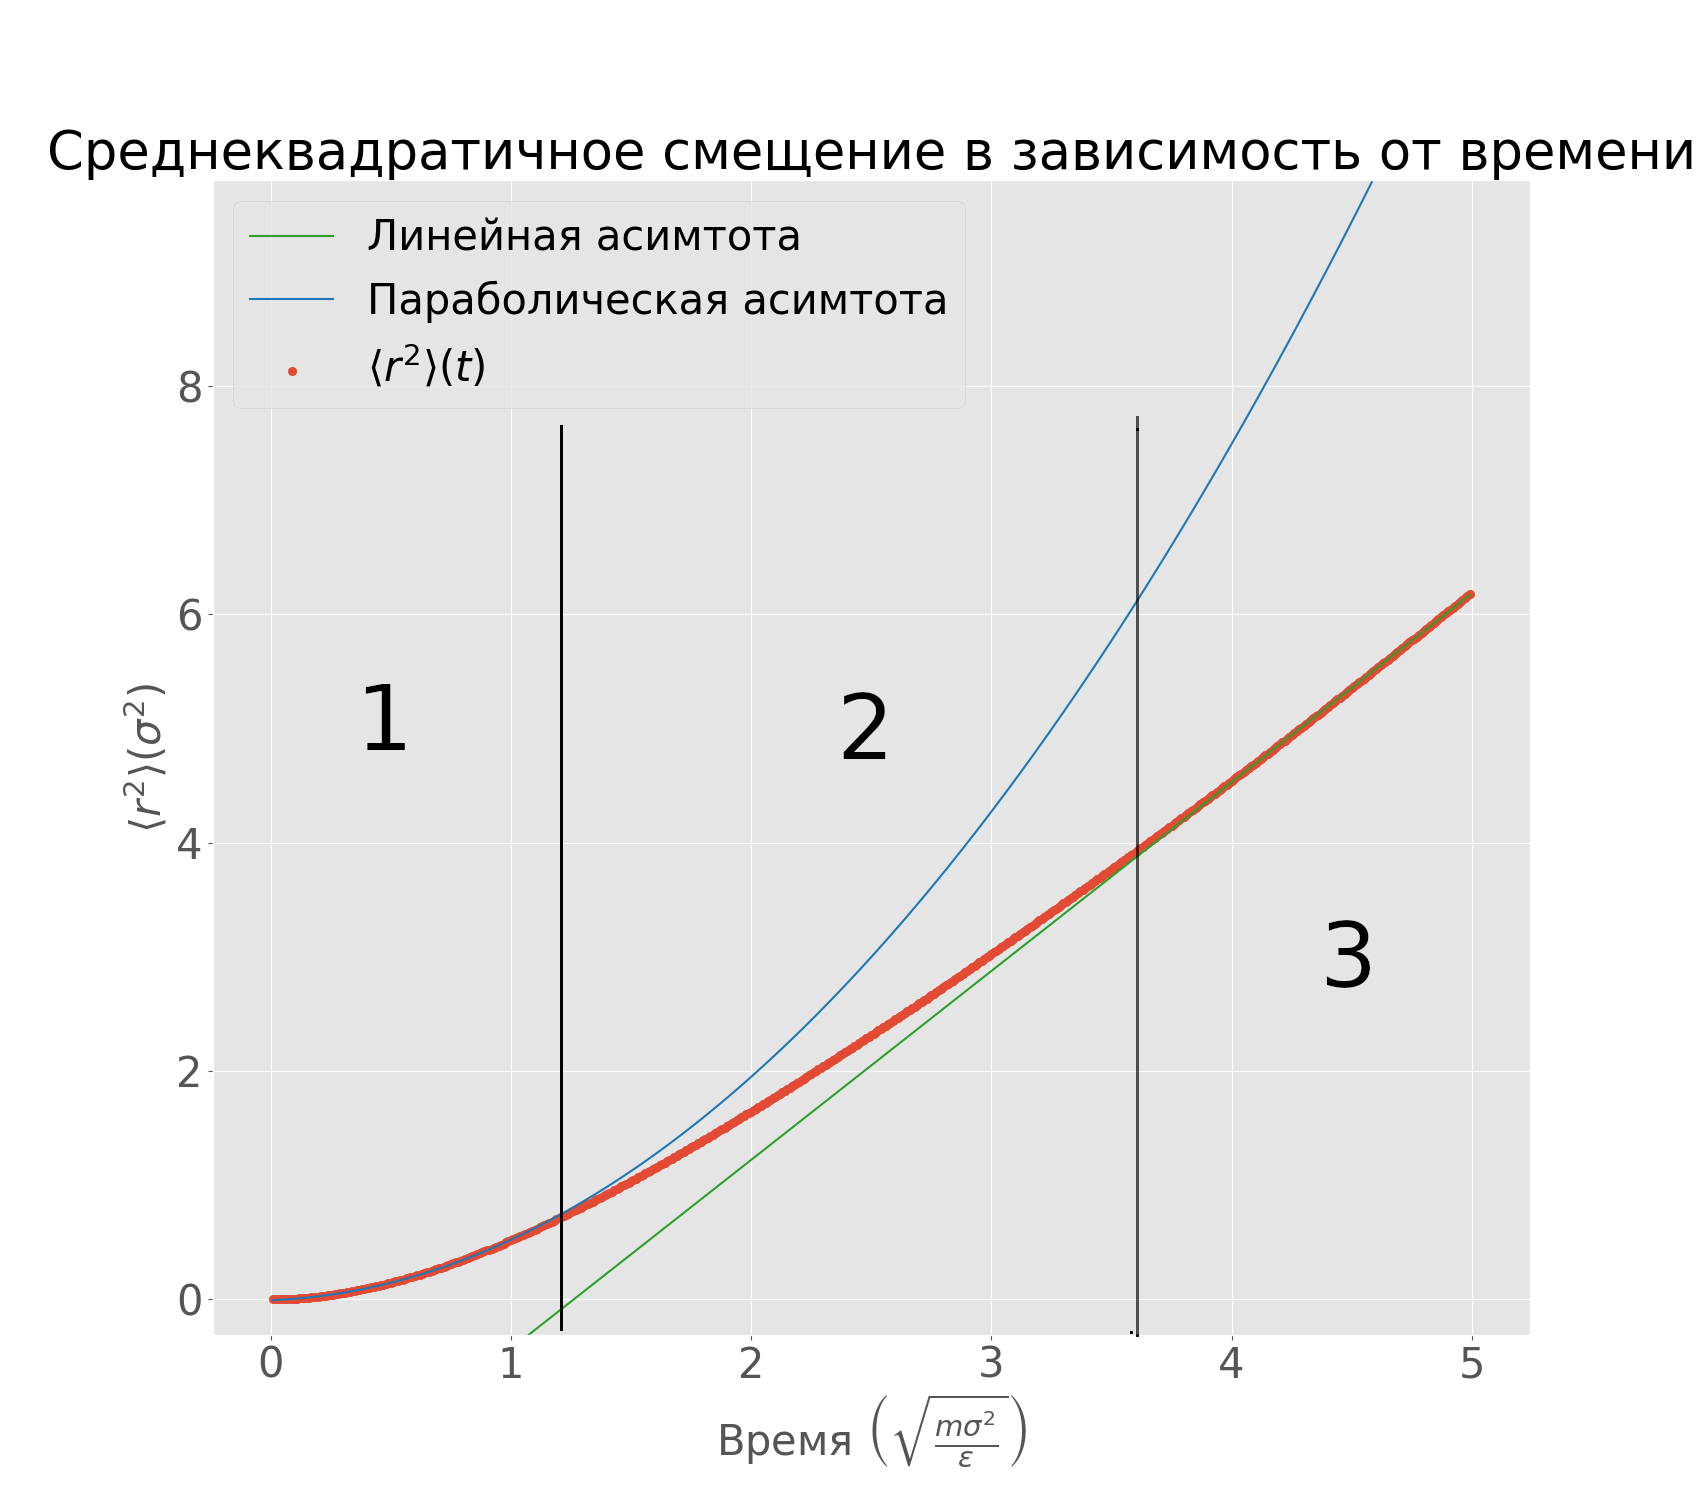 Среднеквадратичное смещение в зависимость от времени
Линейная асимтота
Параболическая асимтота
⟨r²⟩(t)
8
6
4
2
0
⟨r²⟩(σ²)
1
2
3
0 1 2 3 4 5
Время (√(mσ²/ε))